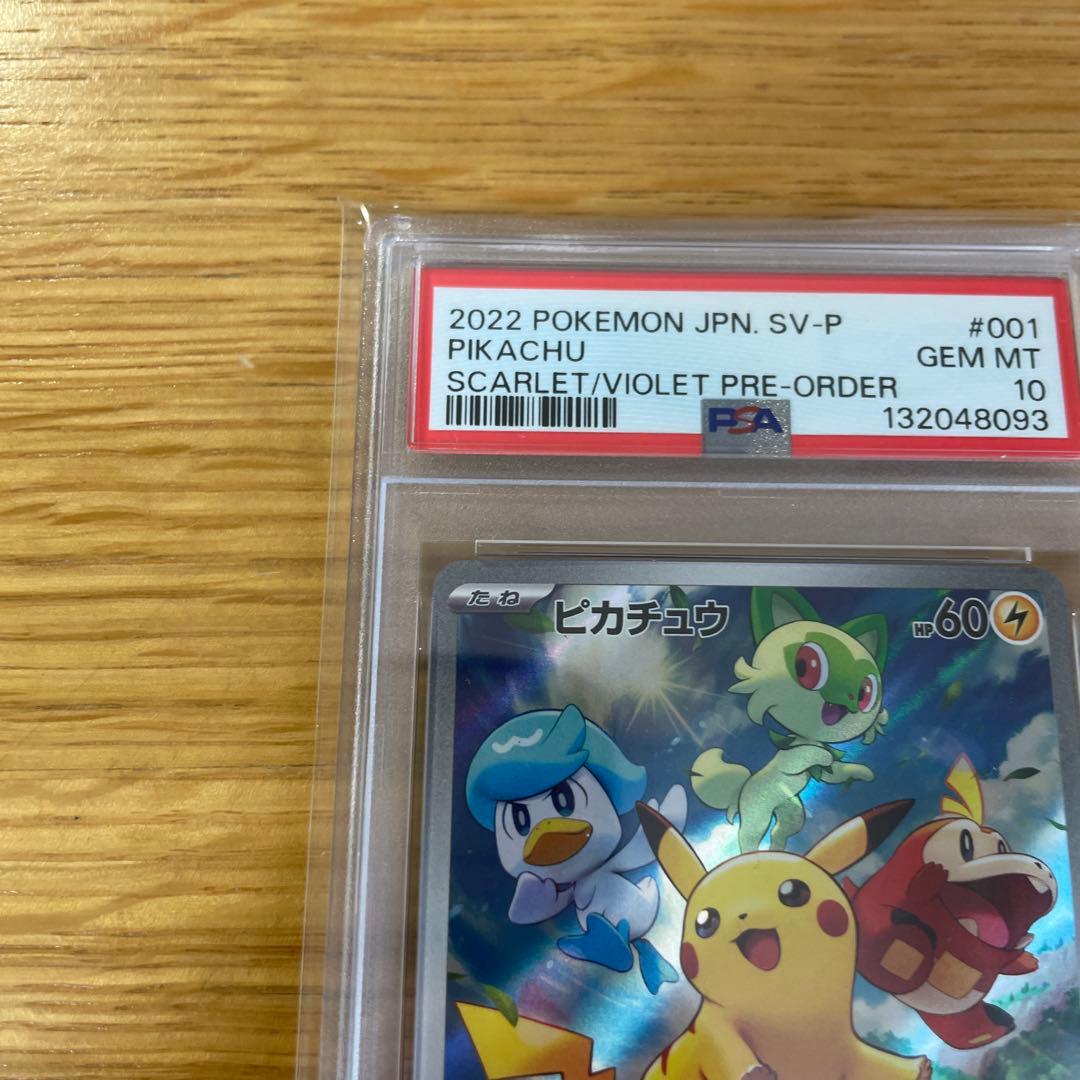 2022 POKEMON JPN. SV-P #001
PIKACHU GEM MT
SCARLET/VIOLET PRE-ORDER 10
PSA 132048093
たね ピカチュウ HP60